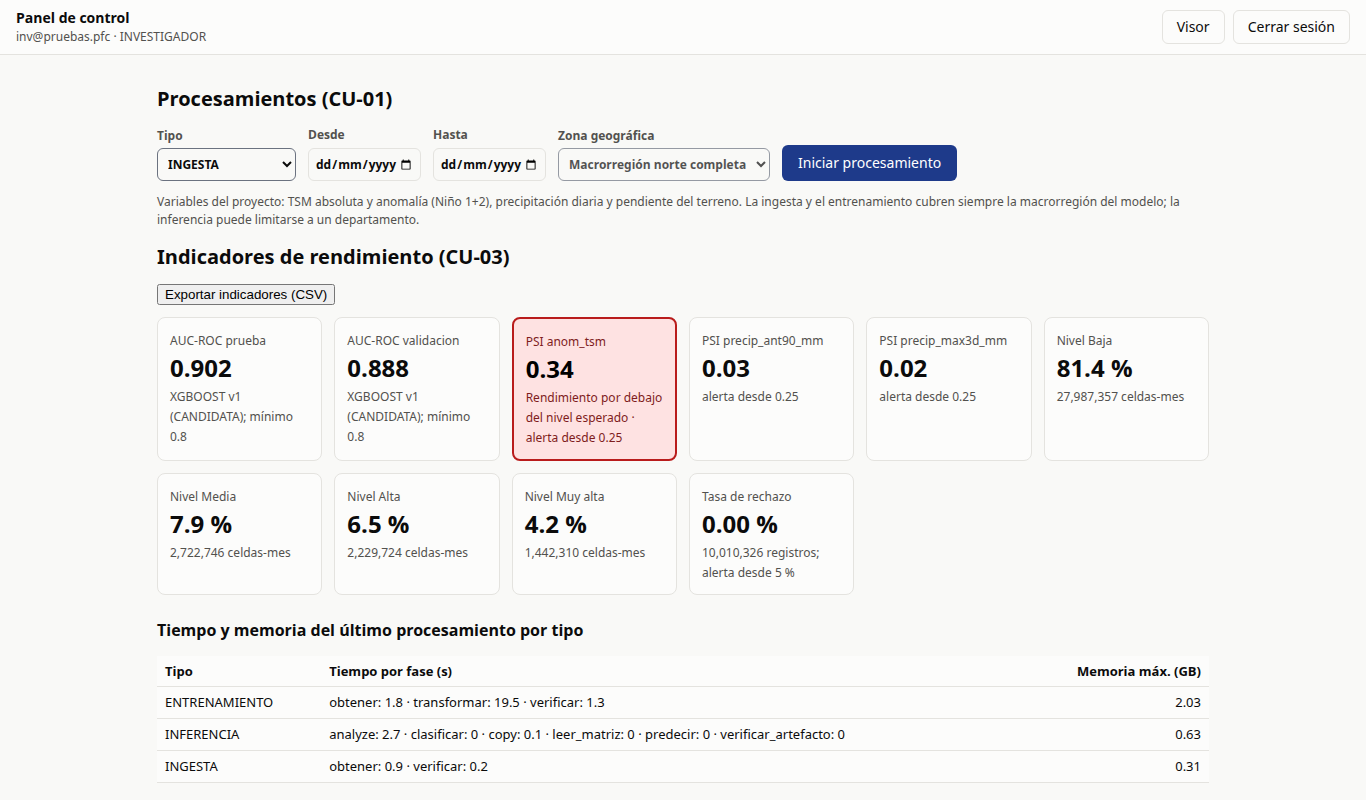 Panel de control
inv@pruebas.pfc · INVESTIGADOR
Visor
Cerrar sesión
Procesamientos (CU-01)
Tipo
Desde
Hasta
Zona geográfica
INGESTA
dd/mm/yyyy
dd/mm/yyyy
Macrorregión norte completa
Iniciar procesamiento
Variables del proyecto: TSM absoluta y anomalía (Niño 1+2), precipitación diaria y pendiente del terreno. La ingesta y el entrenamiento cubren siempre la macrorregión del modelo; la
inferencia puede limitarse a un departamento.
Indicadores de rendimiento (CU-03)
Exportar indicadores (CSV)
AUC-ROC prueba
0.902
XGBOOST v1
(CANDIDATA); mínimo
0.8
AUC-ROC validacion
0.888
XGBOOST v1
(CANDIDATA); mínimo
0.8
PSI anom_tsm
0.34
Rendimiento por debajo
del nivel esperado ·
alerta desde 0.25
PSI precip_ant90_mm
0.03
alerta desde 0.25
PSI precip_max3d_mm
0.02
alerta desde 0.25
Nivel Baja
81.4 %
27,987,357 celdas-mes
Nivel Media
7.9 %
2,722,746 celdas-mes
Nivel Alta
6.5 %
2,229,724 celdas-mes
Nivel Muy alta
4.2 %
1,442,310 celdas-mes
Tasa de rechazo
0.00 %
10,010,326 registros;
alerta desde 5 %
Tiempo y memoria del último procesamiento por tipo
Tipo Tiempo por fase (s) Memoria máx. (GB)
ENTRENAMIENTO obtener: 1.8 · transformar: 19.5 · verificar: 1.3 2.03
INFERENCIA analyze: 2.7 · clasificar: 0 · copy: 0.1 · leer_matriz: 0 · predecir: 0 · verificar_artefacto: 0 0.63
INGESTA obtener: 0.9 · verificar: 0.2 0.31